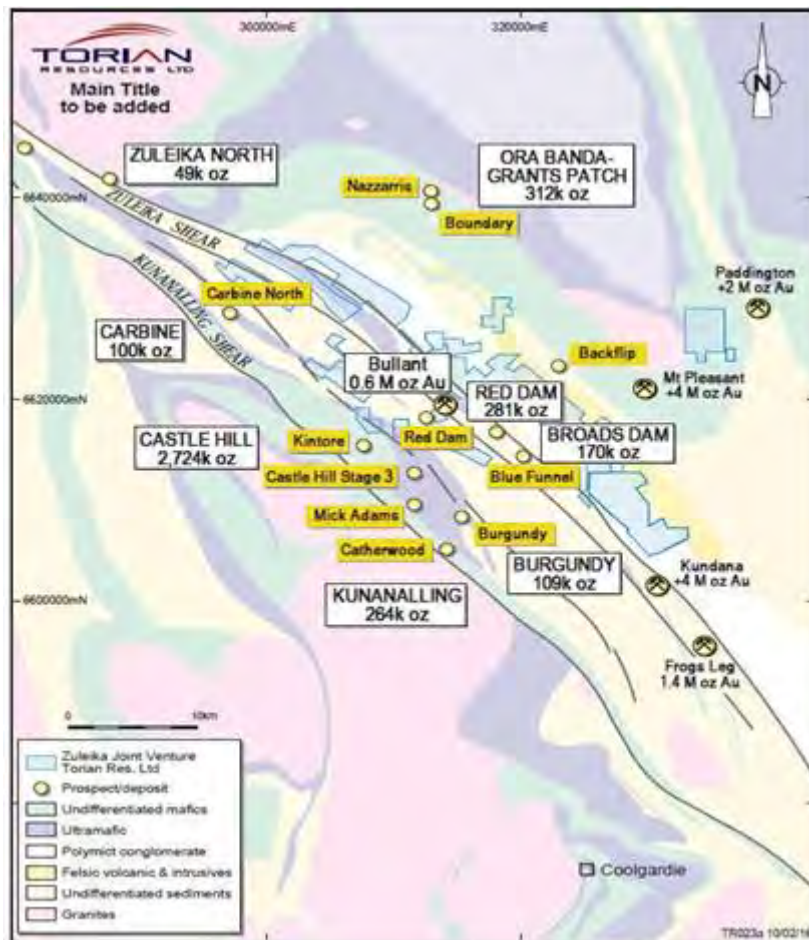 300000mE
320000mE
TORIAN
RESOURCES LTD
Main Title
to be added
N
ZULEIKA NORTH
49k oz
ORA BANDA-
GRANTS PATCH
312k oz
Nazzarris
6640000mN
Boundary
ZULEIKA SHEAR
KUNANALLING SHEAR
Paddington
+2 M oz Au
Carbine North
CARBINE
100k oz
Backflip
Bullant
0.6 M oz Au
Mt Pleasant
+4 M oz Au
RED DAM
281k oz
6620000mN
CASTLE HILL
2,724k oz
Kintore
Red Dam
BROADS DAM
170k oz
Castle Hill Stage 3
Blue Funnel
Mick Adams
Burgundy
Catherwood
BURGUNDY
109k oz
Kundana
+4 M oz Au
KUNANALLING
264k oz
6600000mN
Frogs Leg
1.4 M oz Au
0
10km
Zuleika Joint Venture
Torian Res. Ltd
Prospect/deposit
Undifferentiated mafics
Ultramafic
Polymict conglomerate
Felsic volcanic & intrusives
Undifferentiated sediments
Granites
Coolgardie